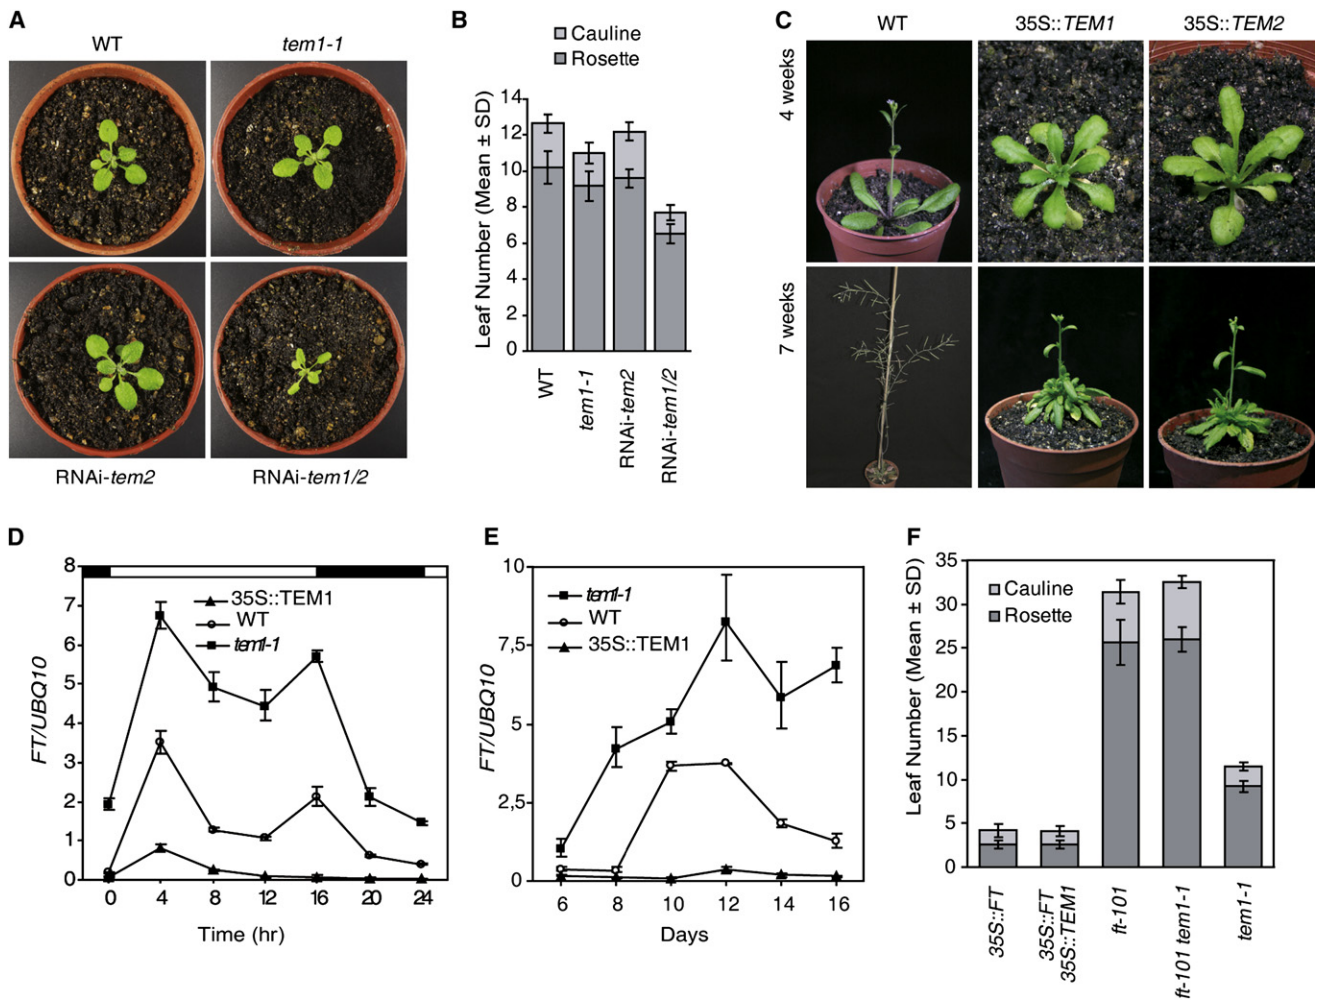 A
WT
tem1-1
RNAi-tem2
RNAi-tem1/2
B
Cauline
Rosette
Leaf Number (Mean ± SD)
14
12
10
8
6
4
2
0
WT
tem1-1
RNAi-tem2
RNAi-tem1/2
C
WT
35S::TEM1
35S::TEM2
4 weeks
7 weeks
D
FT/UBQ10
8
7
6
5
4
3
2
1
0
35S::TEM1
WT
tem1-1
0 4 8 12 16 20 24
Time (hr)
E
FT/UBQ10
10
7,5
5
2,5
0
tem1-1
WT
35S::TEM1
6 8 10 12 14 16
Days
F
Leaf Number (Mean ± SD)
35
30
25
20
15
10
5
0
Cauline
Rosette
35S::FT
35S::FT
35S::TEM1
ft-101
ft-101 tem1-1
tem1-1